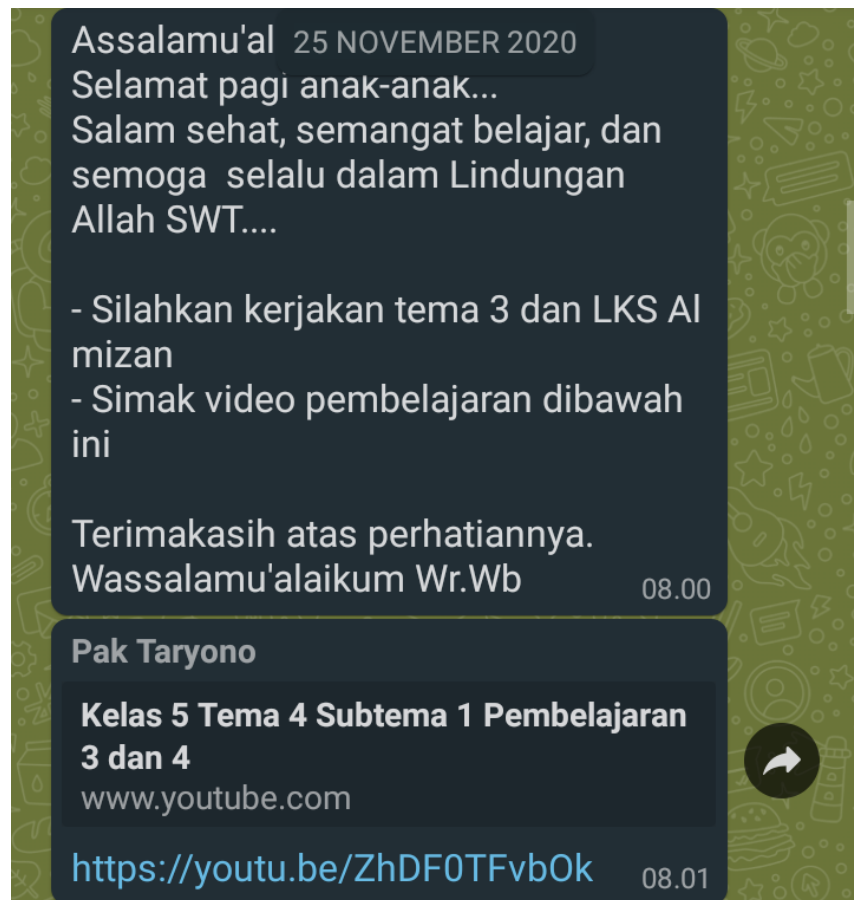 Assalamu'al 25 NOVEMBER 2020
Selamat pagi anak-anak...
Salam sehat, semangat belajar, dan
semoga selalu dalam Lindungan
Allah SWT....
- Silahkan kerjakan tema 3 dan LKS Al
mizan
- Simak video pembelajaran dibawah
ini
Terimakasih atas perhatiannya.
Wassalamu'alaikum Wr.Wb 08.00
Pak Taryono
Kelas 5 Tema 4 Subtema 1 Pembelajaran
3 dan 4
www.youtube.com
https://youtu.be/ZhDF0TFvbOk 08.01